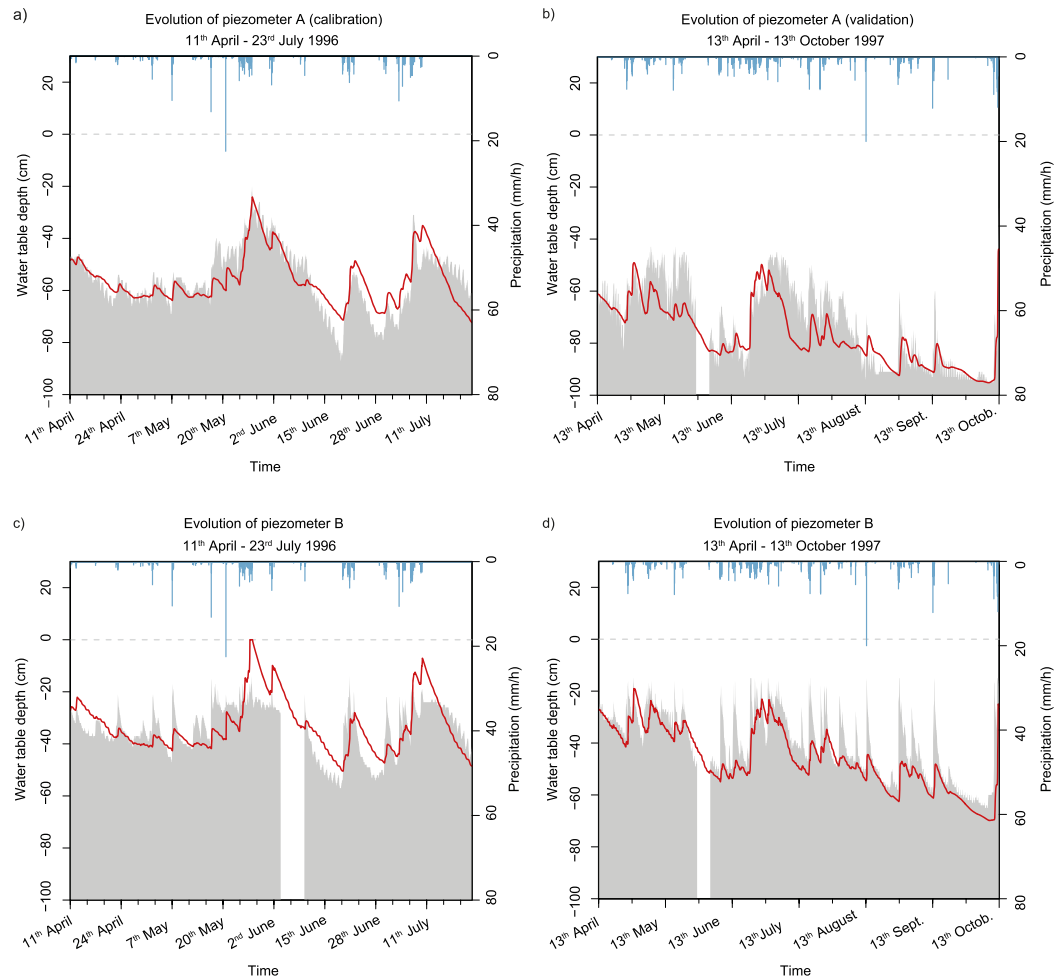 a)
Evolution of piezometer A (calibration)
11th April - 23rd July 1996
Water table depth (cm)
20
0
−20
−40
−60
−80
−100
Precipitation (mm/h)
0
20
40
60
80
11th April
24th April
7th May
20th May
2nd June
15th June
28th June
11th July
Time
b)
Evolution of piezometer A (validation)
13th April - 13th October 1997
Water table depth (cm)
20
0
−20
−40
−60
−80
−100
Precipitation (mm/h)
0
20
40
60
80
13th April
13th May
13th June
13th July
13th August
13th Sept.
13th Octob.
Time
c)
Evolution of piezometer B
11th April - 23rd July 1996
Water table depth (cm)
20
0
−20
−40
−60
−80
−100
Precipitation (mm/h)
0
20
40
60
80
11th April
24th April
7th May
20th May
2nd June
15th June
28th June
11th July
Time
d)
Evolution of piezometer B
13th April - 13th October 1997
Water table depth (cm)
20
0
−20
−40
−60
−80
−100
Precipitation (mm/h)
0
20
40
60
80
13th April
13th May
13th June
13th July
13th August
13th Sept.
13th Octob.
Time